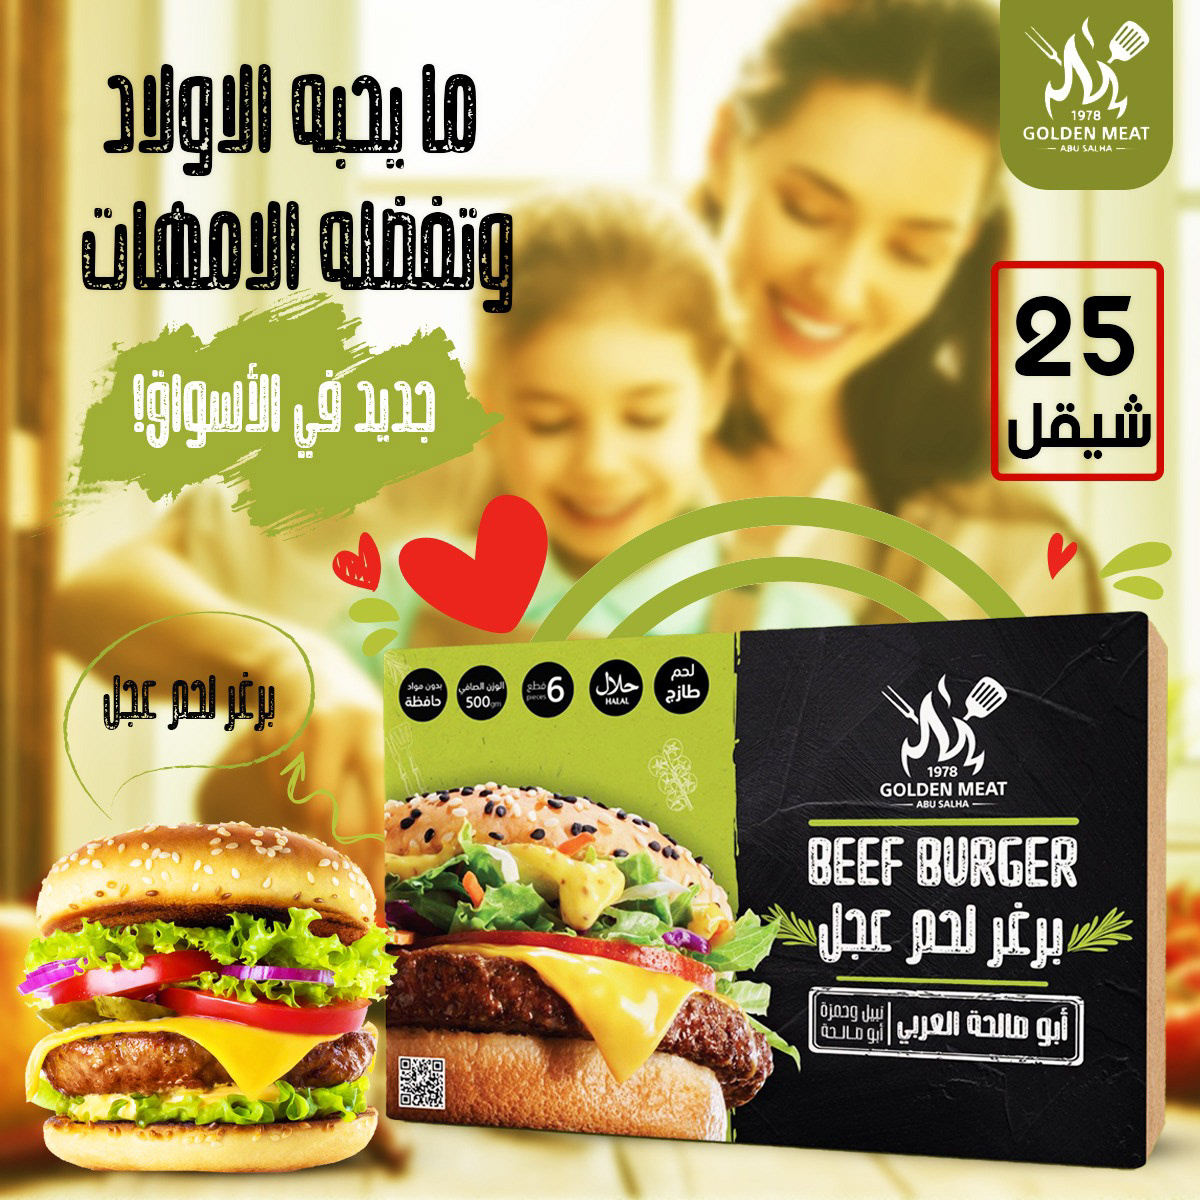 ما يحبه الاولاد
وتفضله الامهات
جديد في الأسواق!
1978
GOLDEN MEAT
ABU SALHA
25
شيقل
برغر لحم عجل
لحم
طازج
حلال
HALAL
6 قطع
pieces
الوزن الصافي
500gm
بدون مواد
حافظة
1978
GOLDEN MEAT
ABU SALHA
BEEF BURGER
برغر لحم عجل
أبو صالحة العربي
نبيل وحمزة
أبو صالحة